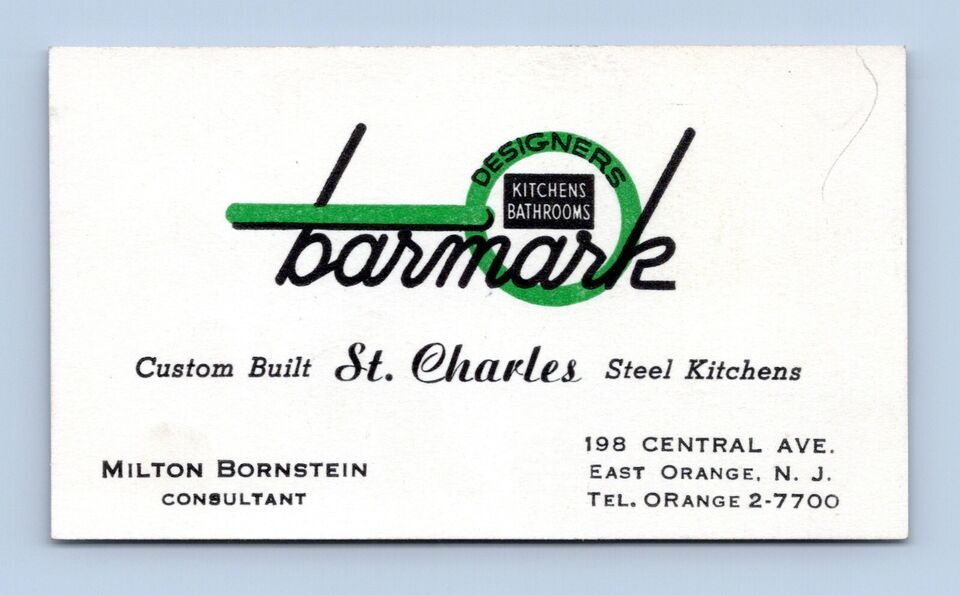 DESIGNERS
KITCHENS
BATHROOMS
barmark
Custom Built St. Charles Steel Kitchens
MILTON BORNSTEIN
CONSULTANT
198 CENTRAL AVE.
EAST ORANGE, N. J.
TEL. ORANGE 2-7700